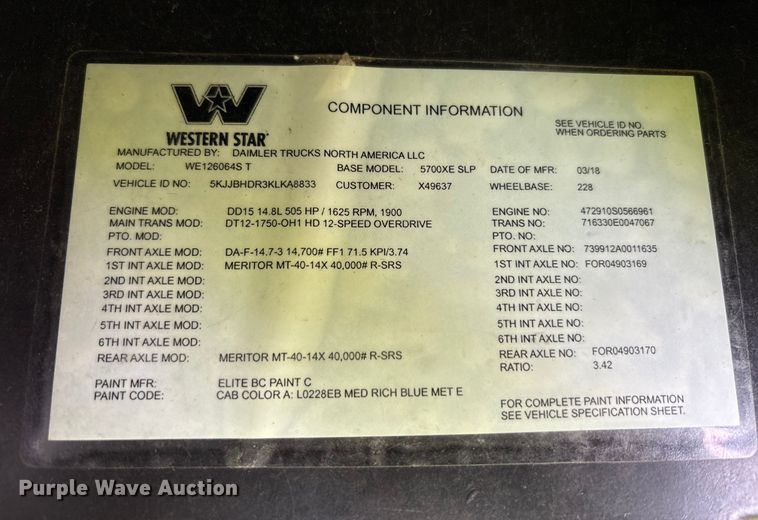 WESTERN STAR
COMPONENT INFORMATION
SEE VEHICLE ID NO.
WHEN ORDERING PARTS
MANUFACTURED BY: DAIMLER TRUCKS NORTH AMERICA LLC
MODEL: WE126064S T BASE MODEL: 5700XE SLP DATE OF MFR: 03/18
VEHICLE ID NO: 5KJJBHDR3KLKA8833 CUSTOMER: X49637 WHEELBASE: 228
ENGINE MOD: DD15 14.8L 505 HP / 1625 RPM, 1900 ENGINE NO: 472910S0566961
MAIN TRANS MOD: DT12-1750-OH1 HD 12-SPEED OVERDRIVE TRANS NO: 716330E0047067
PTO. MOD: PTO NO:
FRONT AXLE MOD: DA-F-14.7-3 14,700# FF1 71.5 KPI/3.74 FRONT AXLE NO: 739912A0011635
1ST INT AXLE MOD: MERITOR MT-40-14X 40,000# R-SRS 1ST INT AXLE NO: FOR04903169
2ND INT AXLE MOD: 2ND INT AXLE NO:
3RD INT AXLE MOD: 3RD INT AXLE NO:
4TH INT AXLE MOD: 4TH INT AXLE NO:
5TH INT AXLE MOD: 5TH INT AXLE NO:
6TH INT AXLE MOD: 6TH INT AXLE NO:
REAR AXLE MOD: MERITOR MT-40-14X 40,000# R-SRS REAR AXLE NO: FOR04903170
RATIO: 3.42
PAINT MFR: ELITE BC PAINT C
PAINT CODE: CAB COLOR A: L0228EB MED RICH BLUE MET E
FOR COMPLETE PAINT INFORMATION
SEE VEHICLE SPECIFICATION SHEET.
Purple Wave Auction